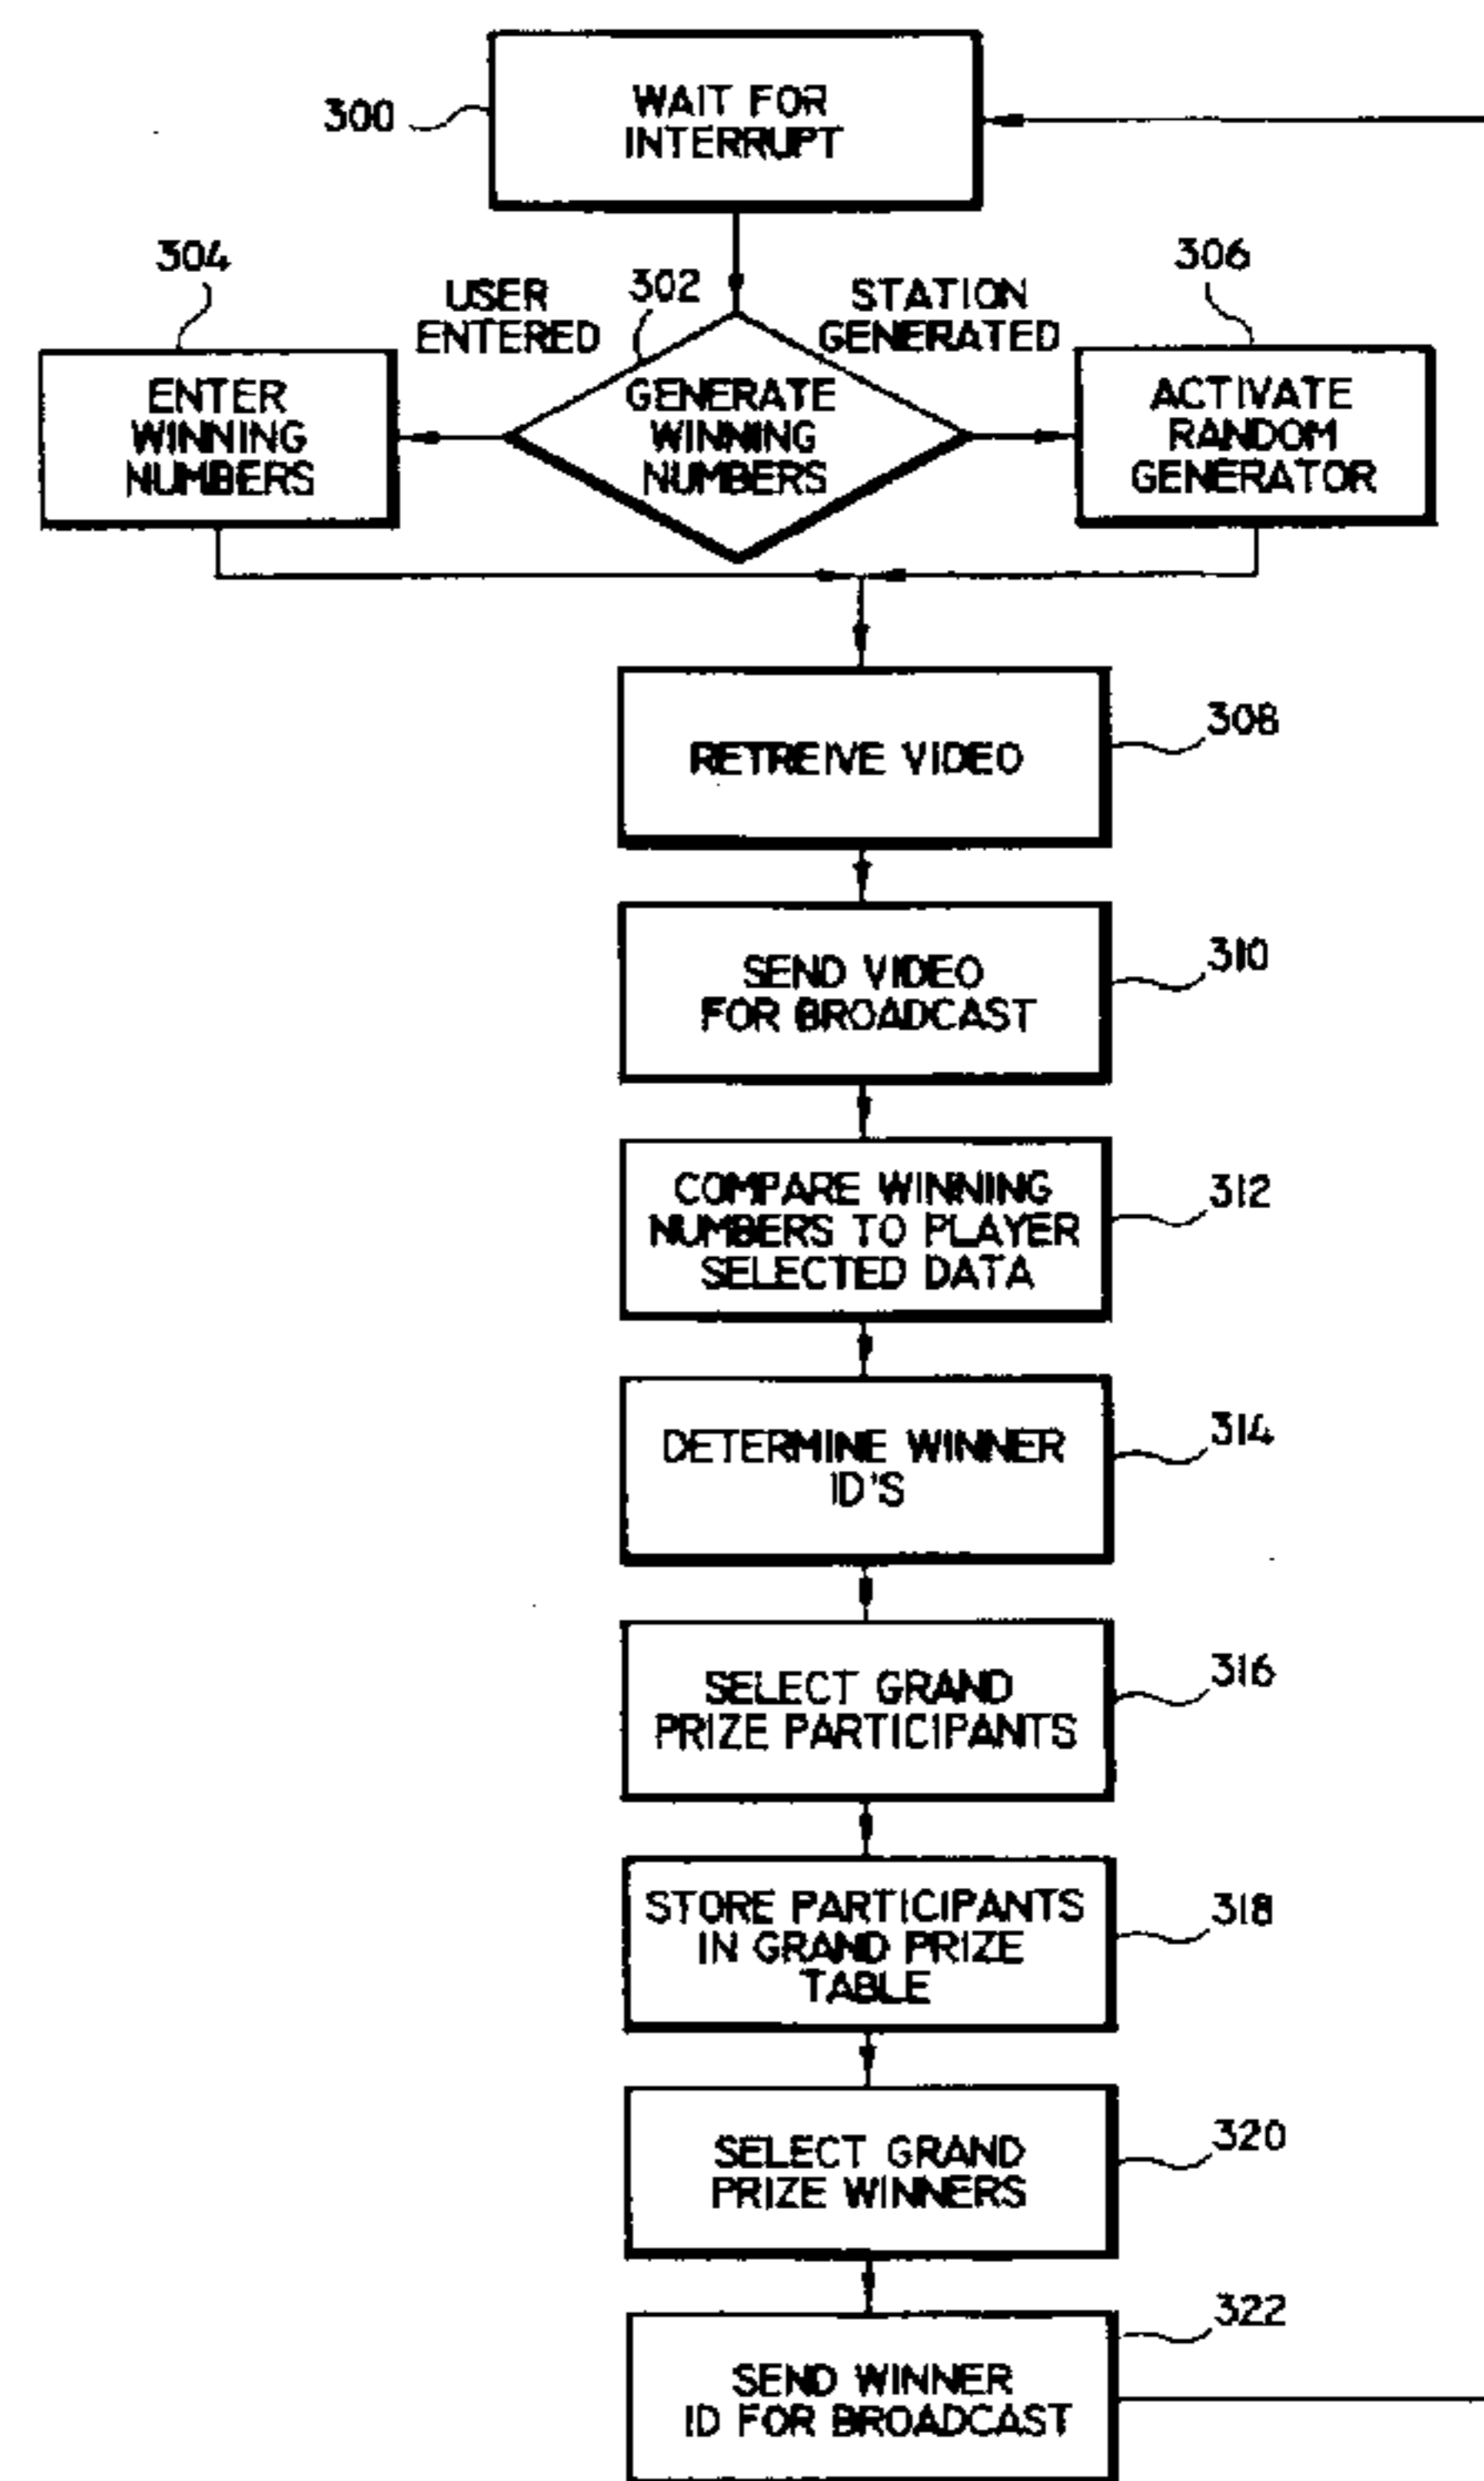 300
WAIT FOR
INTERRUPT
304
USER
ENTERED
302
STATION
GENERATED
306
ENTER
WINNING
NUMBERS
GENERATE
WINNING
NUMBERS
ACTIVATE
RANDOM
GENERATOR
RETREIVE VIDEO
308
SEND VIDEO
FOR BROADCAST
310
COMPARE WINNING
NUMBERS TO PLAYER
SELECTED DATA
312
DETERMINE WINNER
ID'S
314
SELECT GRAND
PRIZE PARTICIPANTS
316
STORE PARTICIPANTS
IN GRAND PRIZE
TABLE
318
SELECT GRAND
PRIZE WINNERS
320
SEND WINNER
ID FOR BROADCAST
322